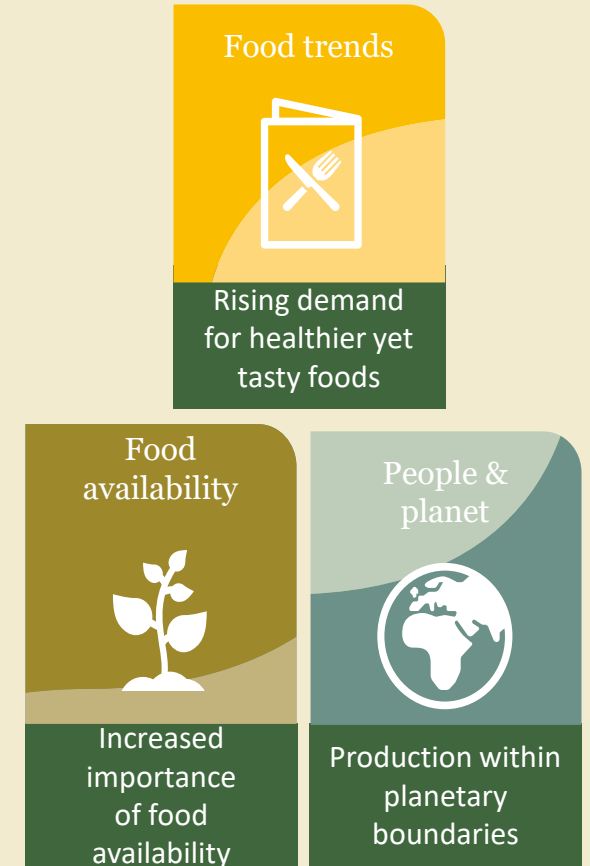 Food trends
Rising demand
for healthier yet
tasty foods
Food
availability
Increased
importance
of food
availability
People &
planet
Production within
planetary
boundaries